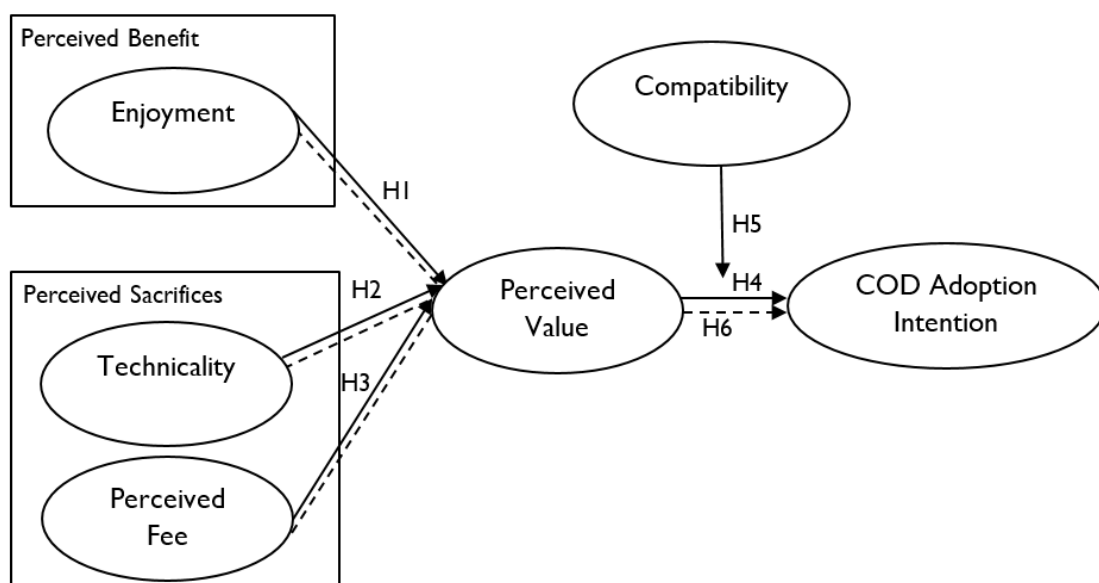 Perceived Benefit
Enjoyment
Compatibility
H1
H5
Perceived Sacrifices
H2
Technicality
H3
Perceived
Value
H4
H6
COD Adoption
Intention
Perceived
Fee